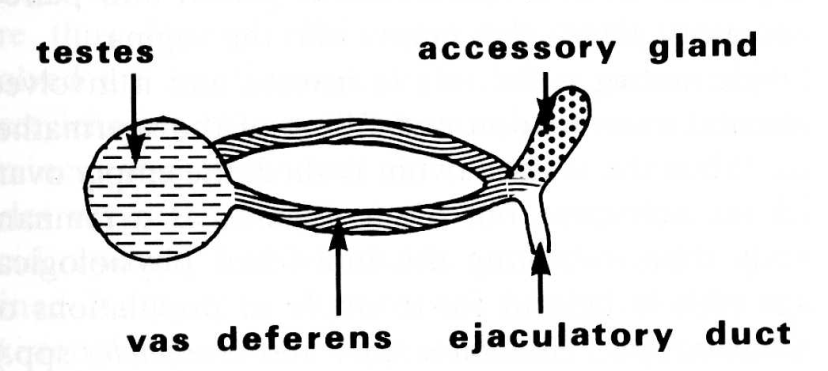 testes
accessory gland
vas deferens
ejaculatory duct